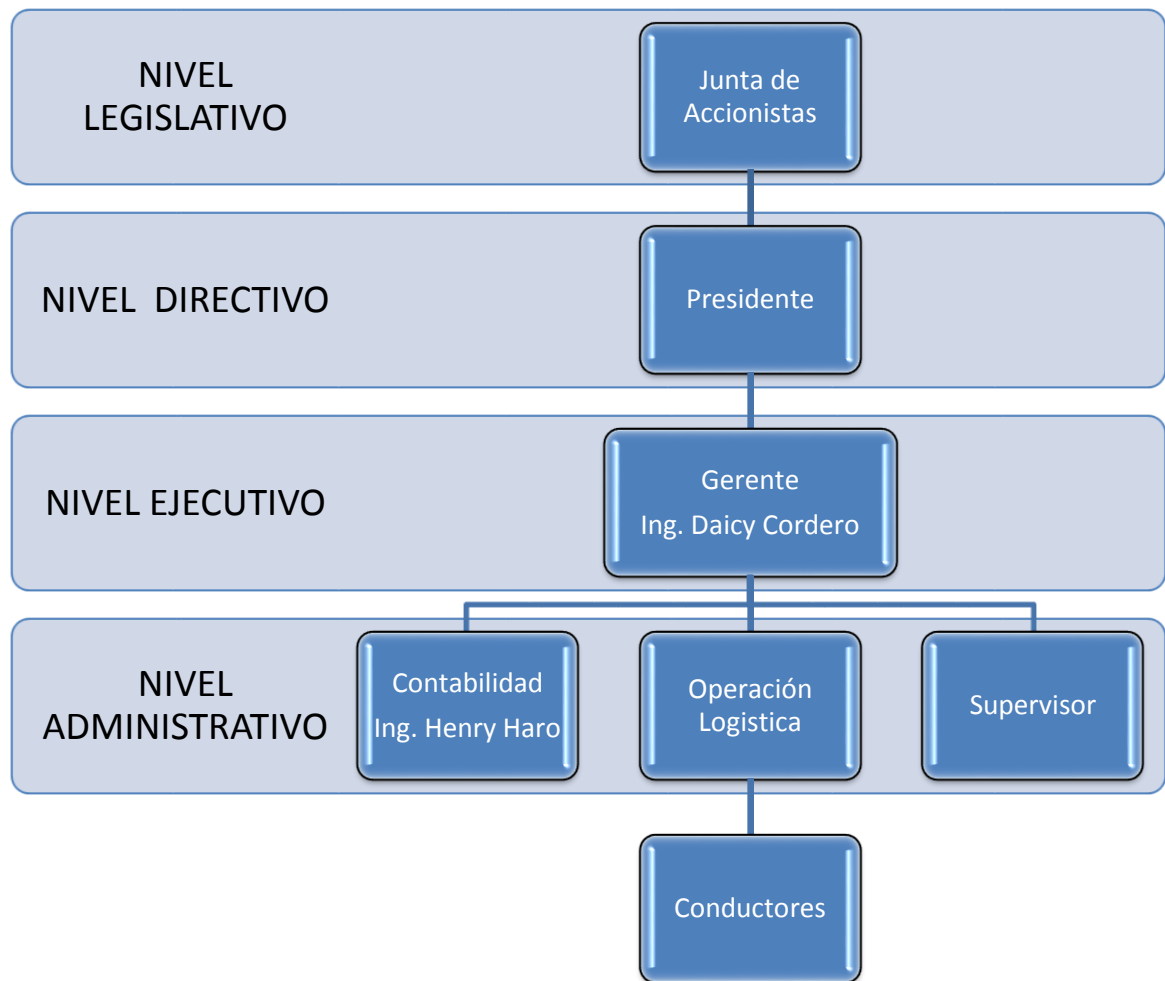 NIVEL
LEGISLATIVO
Junta de
Accionistas
NIVEL DIRECTIVO
Presidente
NIVEL EJECUTIVO
Gerente
Ing. Daicy Cordero
NIVEL
ADMINISTRATIVO
Contabilidad
Ing. Henry Haro
Operación
Logistica
Supervisor
Conductores